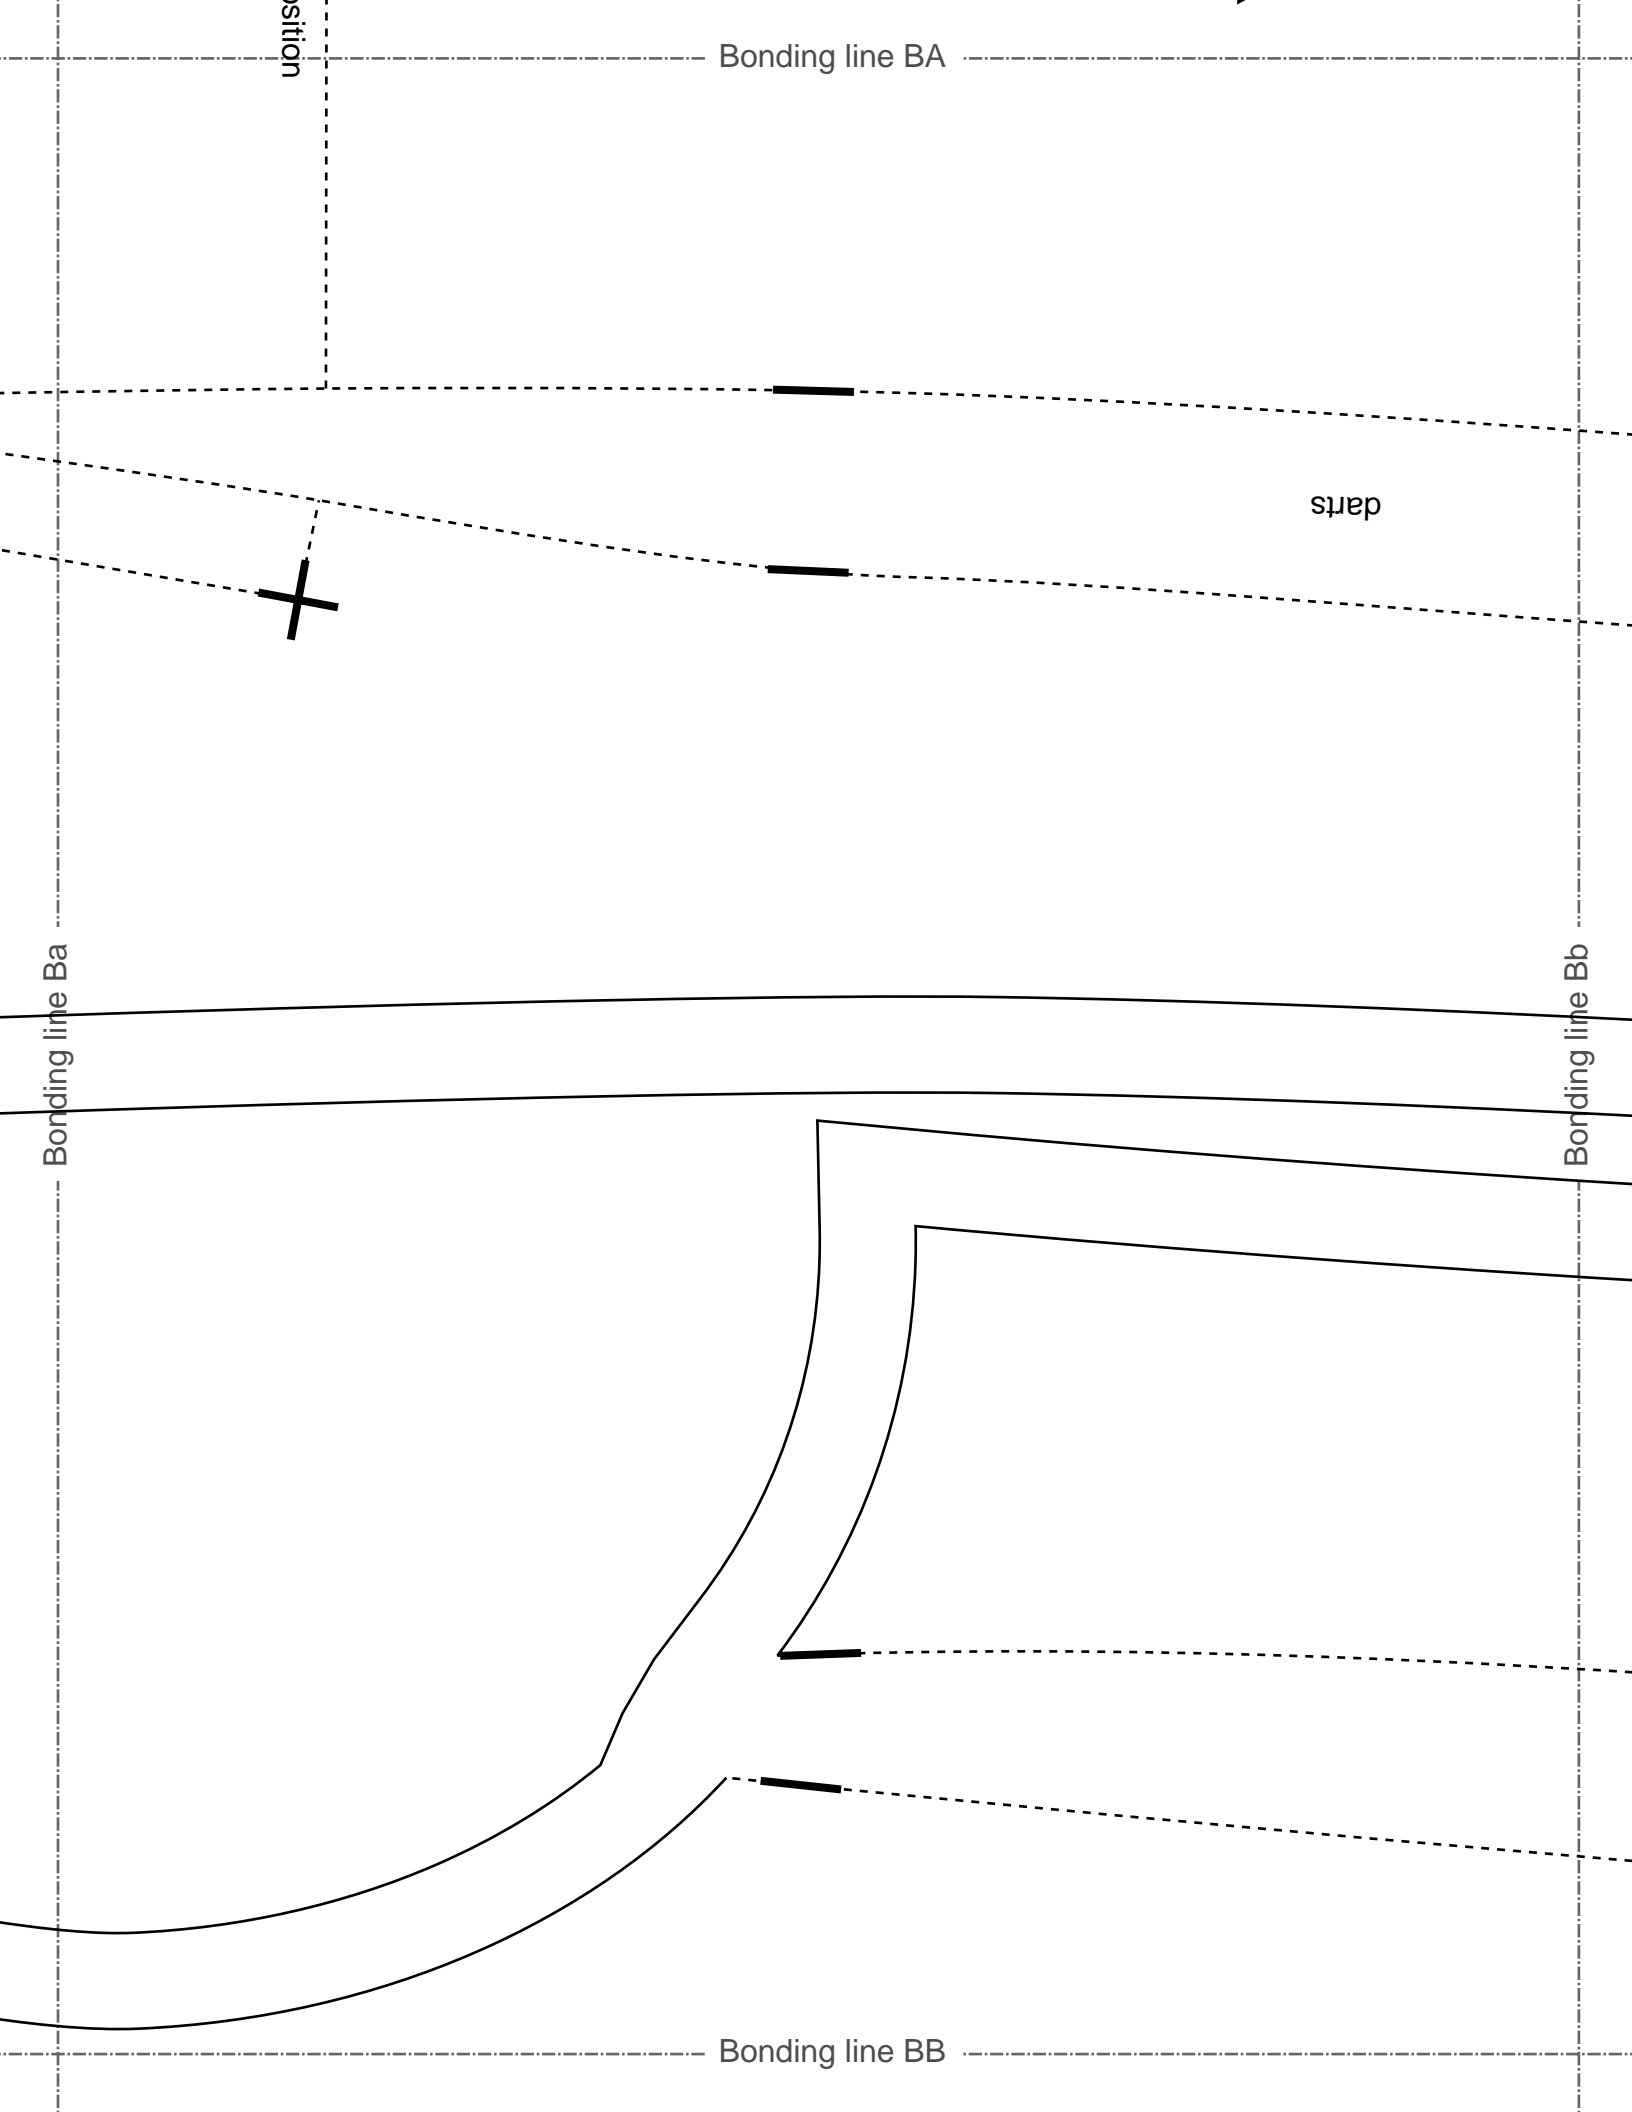 sition
Bonding line BA
darts
Bonding line Ba
Bonding line Bb
Bonding line BB